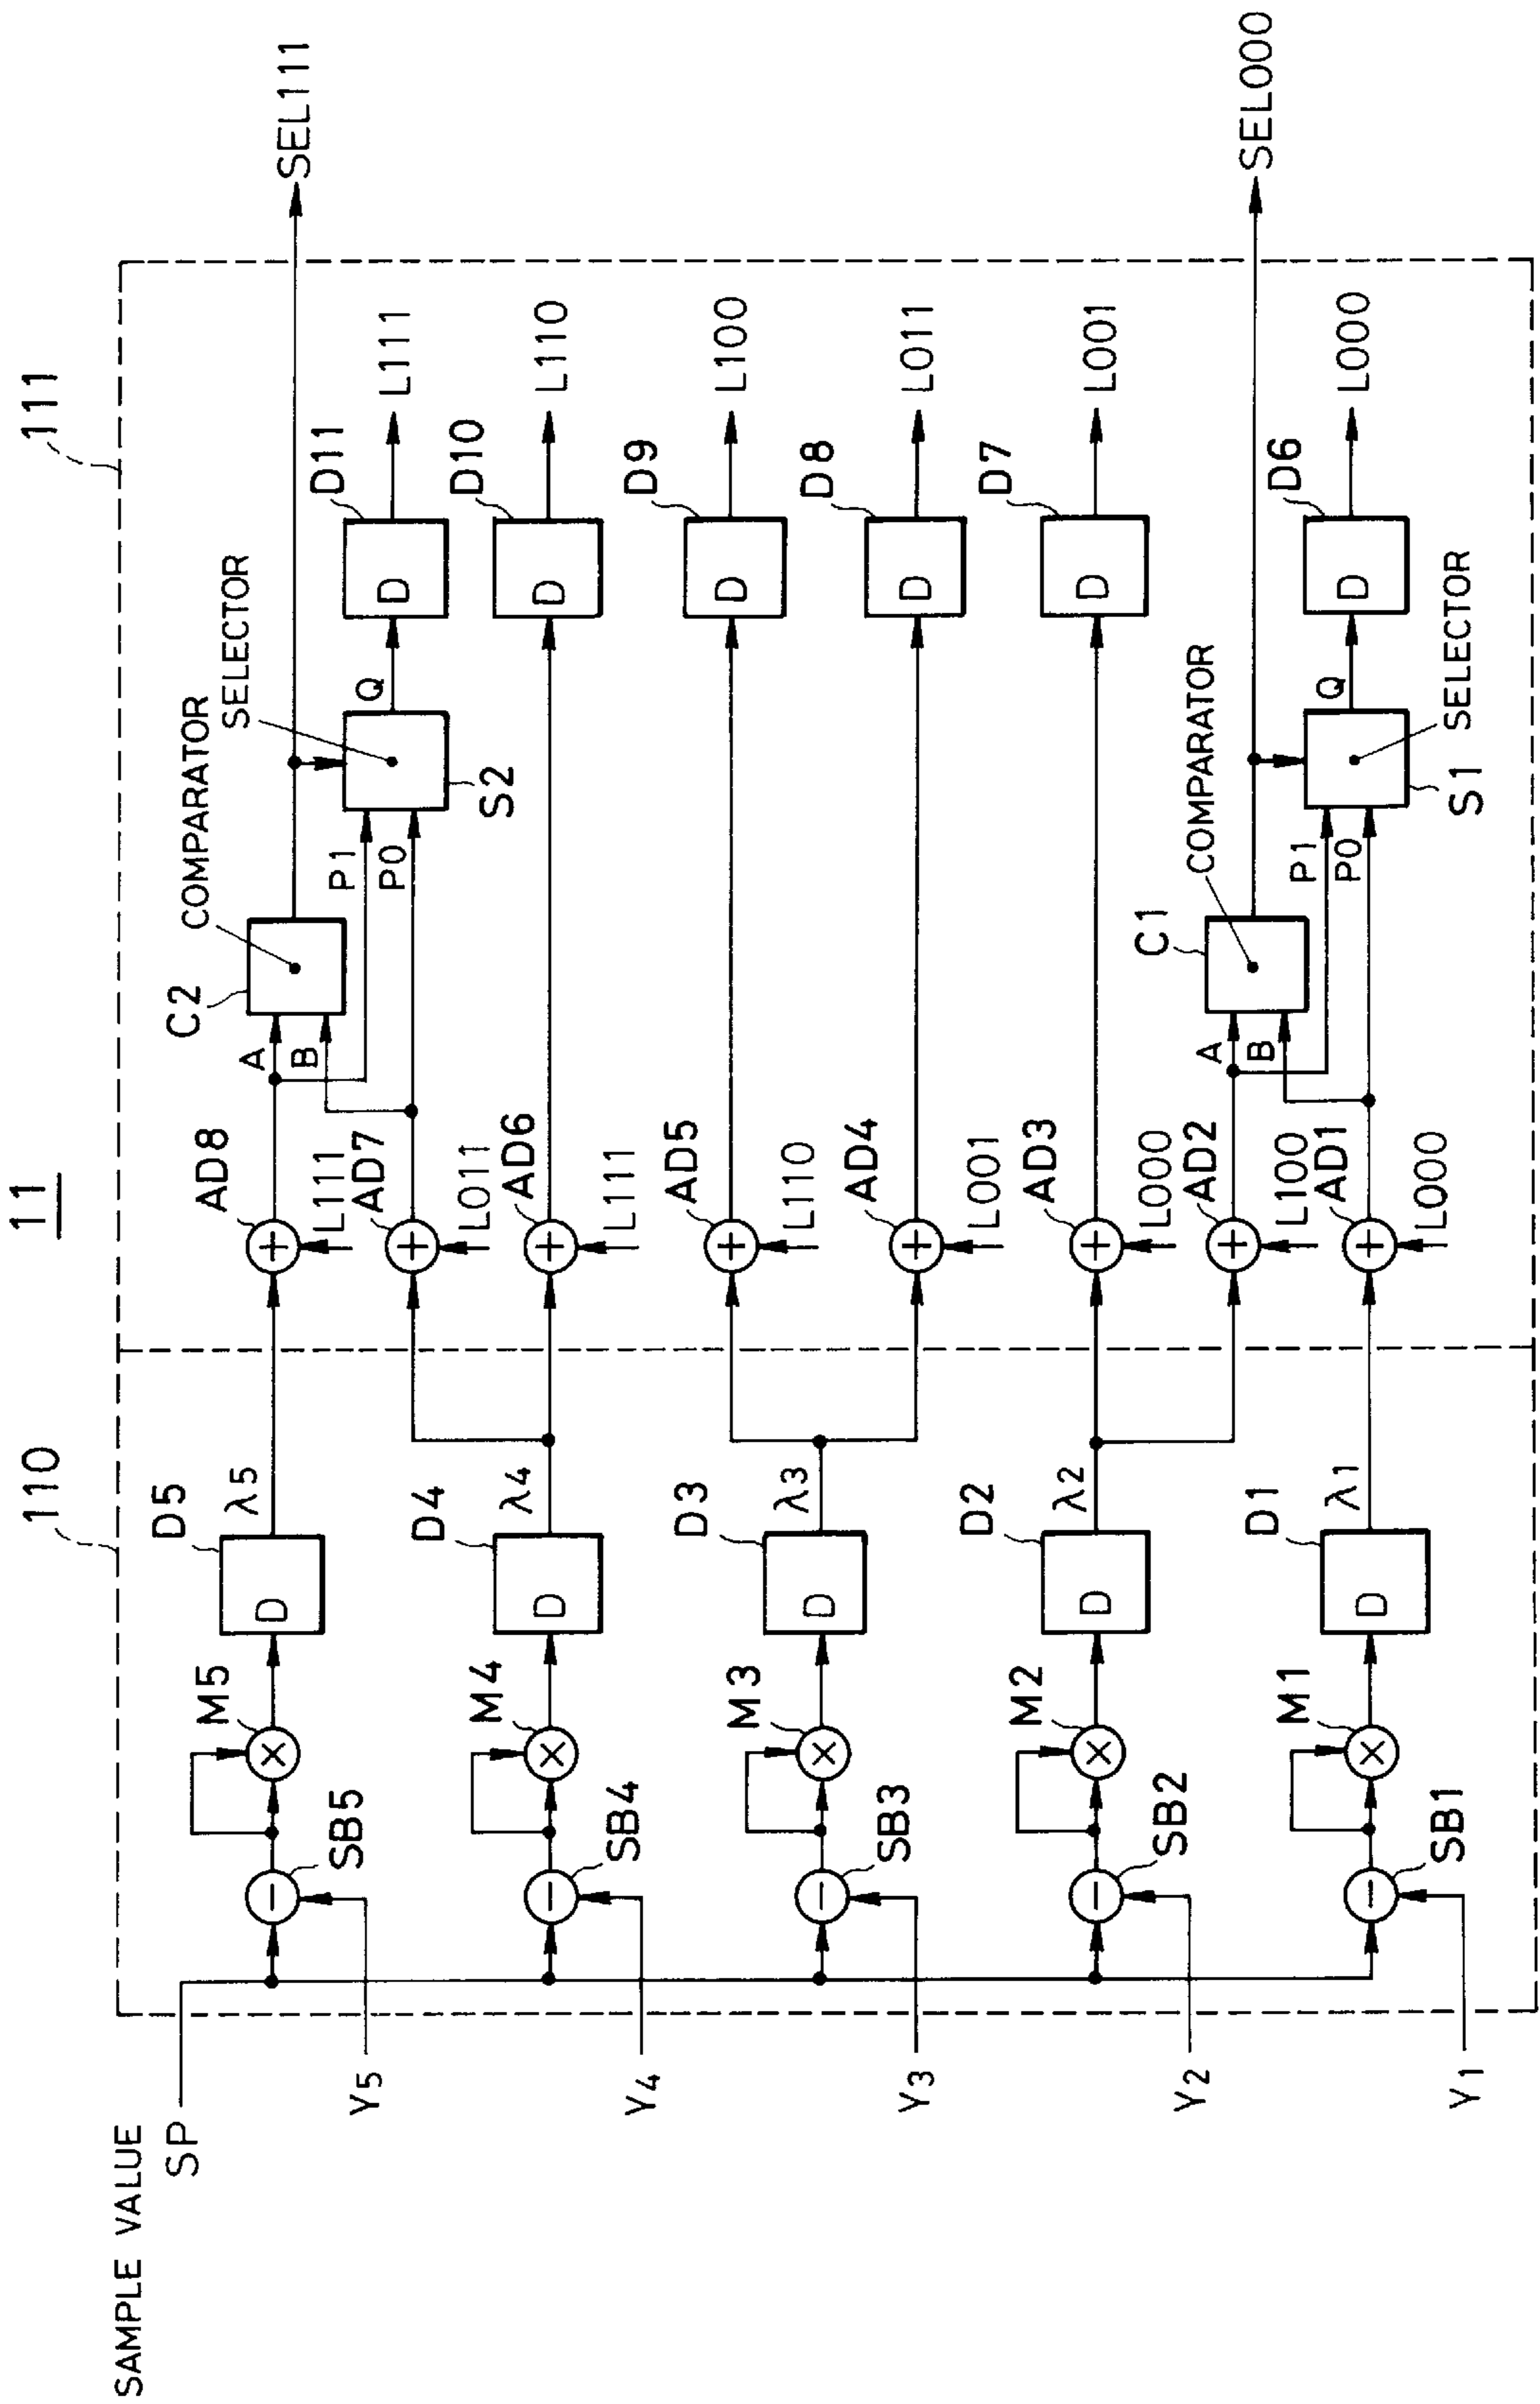 11
110
111
SAMPLE VALUE
SP
Y5
SB5
M5
D5
D
λ5
AD8
L111
A
B
C2
COMPARATOR
SEL111
P1
P0
SELECTOR
S2
Q
D11
D
L111
AD7
L011
Y4
SB4
M4
D4
D
λ4
AD6
L111
D10
D
L110
Y3
SB3
M3
D3
D
λ3
AD5
L110
D9
D
L100
AD4
L001
D8
D
L011
Y2
SB2
M2
D2
D
λ2
AD3
L000
D7
D
L001
AD2
L100
A
B
C1
COMPARATOR
SEL000
P1
P0
Y1
SB1
M1
D1
D
λ1
AD1
L000
S1
SELECTOR
Q
D6
D
L000